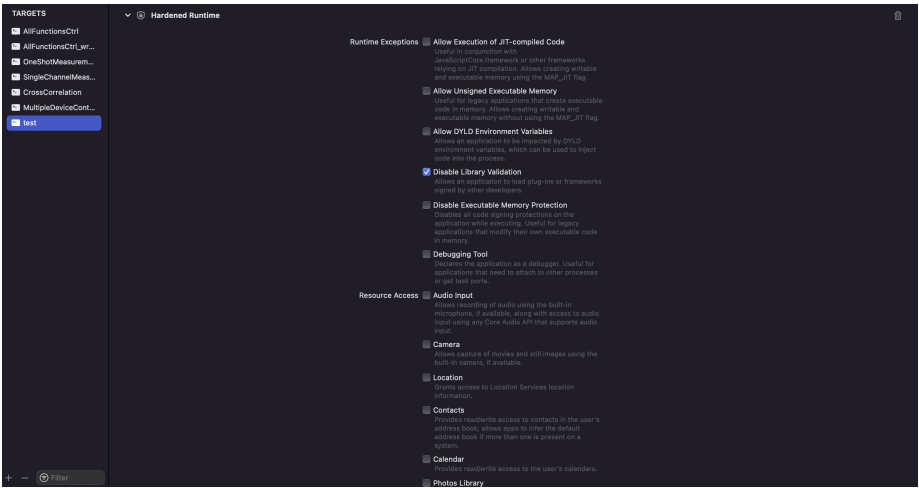 TARGETS
Hardened Runtime
AllFunctionsCtrl
AllFunctionsCtrl_wr...
OneShotMeasurem...
SingleChannelMeas...
CrossCorrelation
MultipleDeviceCont...
test
Runtime Exceptions
Allow Execution of JIT-compiled Code
Useful in conjunction with
JavaScriptCore.framework or other frameworks
relying on JIT compilation. Allows creating writable
and executable memory using the MAP_JIT flag.
Allow Unsigned Executable Memory
Useful for legacy applications that create executable
code in memory. Allows creating writable and
executable memory without using the MAP_JIT flag.
Allow DYLD Environment Variables
Allows an application to be impacted by DYLD
environment variables, which can be used to inject
code into the process.
Disable Library Validation
Allows an application to load plug-ins or frameworks
signed by other developers.
Disable Executable Memory Protection
Disables all code signing protections on the
application while executing. Useful for legacy
applications that modify their own executable code
in memory.
Debugging Tool
Declares the application as a debugger. Useful for
applications that need to attach to other processes
or get task ports.
Resource Access
Audio Input
Allows recording of audio using the built-in
microphone, if available, along with access to audio
input using any Core Audio API that supports audio
input.
Camera
Allows capture of movies and still images using the
built-in camera, if available.
Location
Grants access to Location Services location
information.
Contacts
Provides read/write access to contacts in the user's
address book; allows apps to infer the default
address book if more than one is present on a
system.
Calendar
Provides read/write access to the user's calendars.
Photos Library
Filter